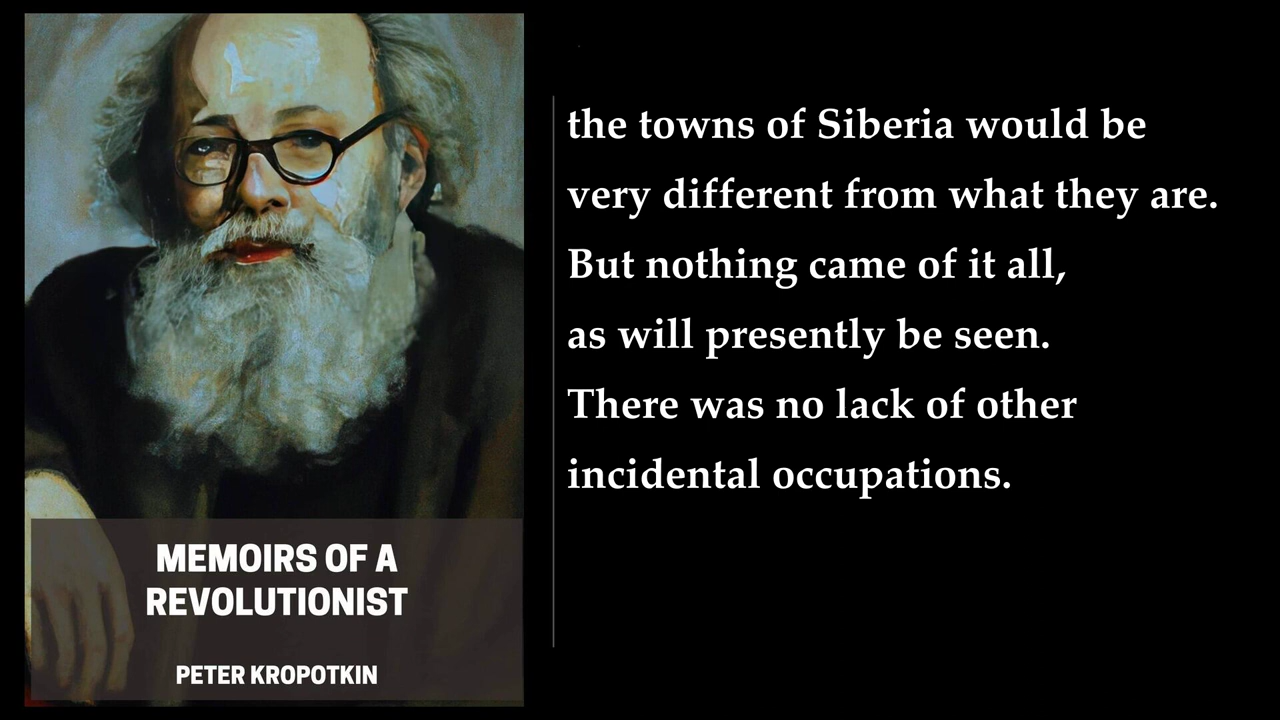 MEMOIRS OF A
REVOLUTIONIST
PETER KROPOTKIN
the towns of Siberia would be
very different from what they are.
But nothing came of it all,
as will presently be seen.
There was no lack of other
incidental occupations.